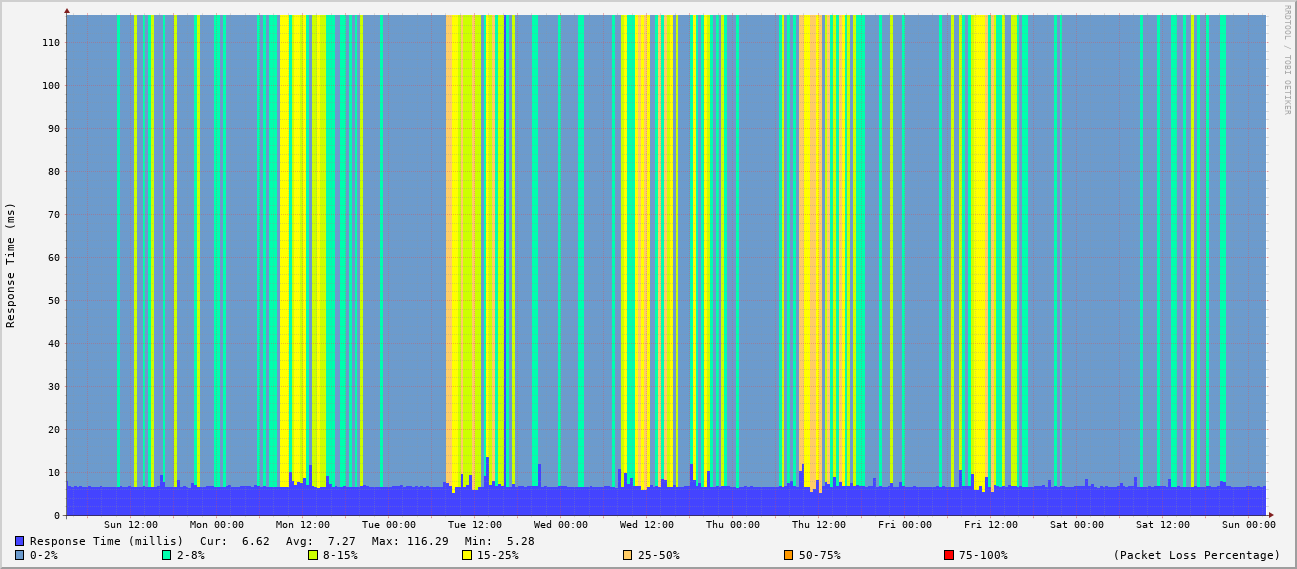 RRDTOOL / TOBI OETIKER
Response Time (ms)
110
100
90
80
70
60
50
40
30
20
10
0
Sun 12:00 Mon 00:00 Mon 12:00 Tue 00:00 Tue 12:00 Wed 00:00 Wed 12:00 Thu 00:00 Thu 12:00 Fri 00:00 Fri 12:00 Sat 00:00 Sat 12:00 Sun 00:00
Response Time (millis) Cur: 6.62 Avg: 7.27 Max: 116.29 Min: 5.28
0-2% 2-8% 8-15% 15-25% 25-50% 50-75% 75-100% (Packet Loss Percentage)